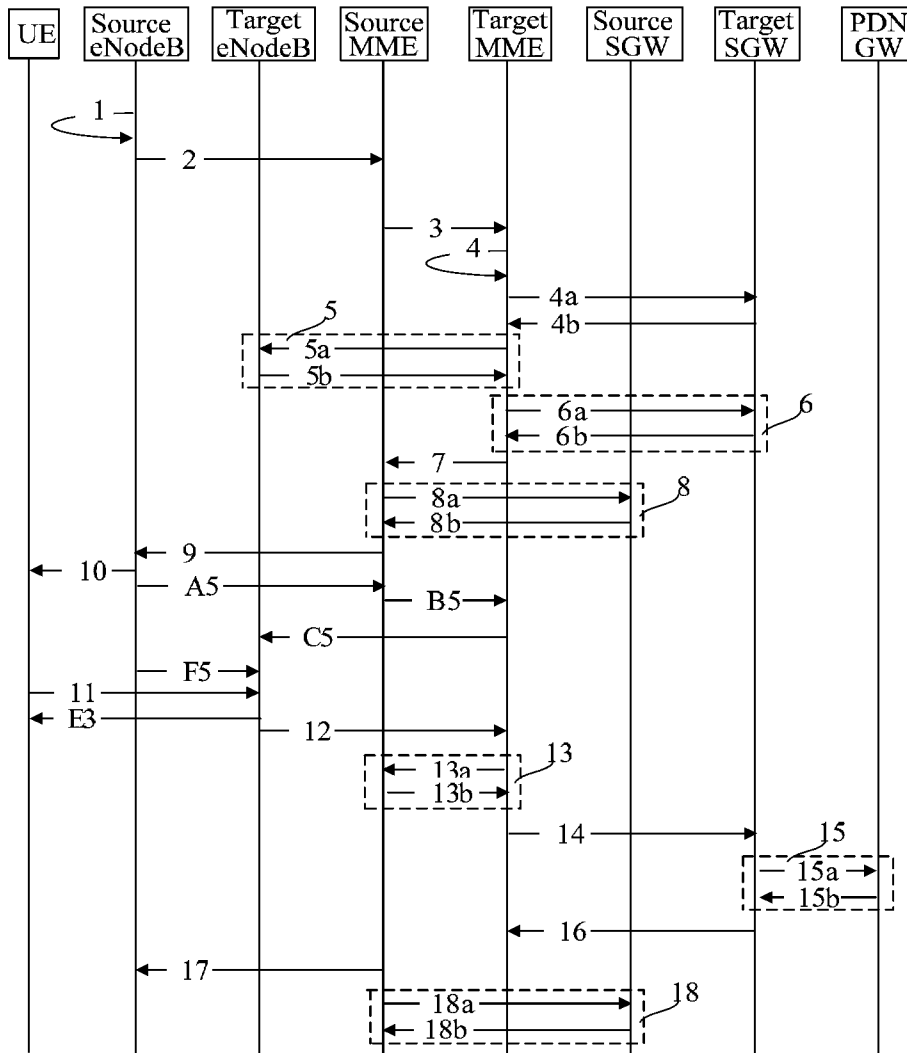 UE
Source
eNodeB
Target
eNodeB
Source
MME
Target
MME
Source
SGW
Target
SGW
PDN
GW
1
2
3
4
4a
4b
5
5a
5b
6a
6
6b
7
8a
8
8b
9
10
A5
B5
C5
F5
11
E3
12
13
13a
13b
14
15
15a
15b
16
17
18a
18
18b